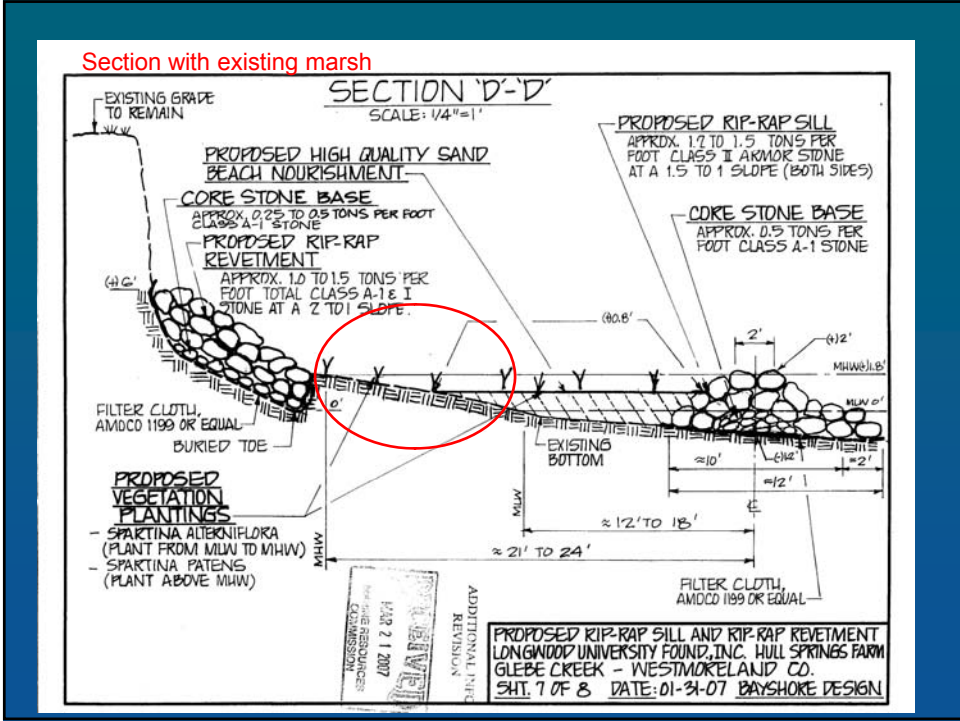 Section with existing marsh
SECTION 'D'-'D'
SCALE: 1/4"=1'
EXISTING GRADE
TO REMAIN
PROPOSED RIP-RAP SILL
APPROX. 1.2 TO 1.5 TONS PER
FOOT CLASS II ARMOR STONE
AT A 1.5 TO 1 SLOPE (BOTH SIDES)
PROPOSED HIGH QUALITY SAND
BEACH NOURISHMENT
CORE STONE BASE
APPROX. 0.25 TO 0.5 TONS PER FOOT
CLASS A-1 STONE
PROPOSED RIP-RAP
REVETMENT
APPROX. 1.0 TO 1.5 TONS PER
FOOT TOTAL CLASS A-1 & I
STONE AT A 2 TO 1 SLOPE.
CORE STONE BASE
APPROX. 0.5 TONS PER
FOOT CLASS A-1 STONE
(+) 6'
(+)0.8'
2'
(+)2'
MHW(+)1.8'
MLW 0'
0'
FILTER CLOTH,
AMOCO 1199 OR EQUAL
BURIED TOE
EXISTING
BOTTOM
≈10'
≈2'
≈12'
℄
PROPOSED
VEGETATION
PLANTINGS
- SPARTINA ALTERNIFLORA
(PLANT FROM MLW TO MHW)
- SPARTINA PATENS
(PLANT ABOVE MHW)
MHW
MLW
≈ 12' TO 18'
≈ 21' TO 24'
FILTER CLOTH,
AMOCO 1199 OR EQUAL
MAR 21 2007
RESOURCES
COMMISSION
ADDITIONAL INFO
REVISION
PROPOSED RIP-RAP SILL AND RIP-RAP REVETMENT
LONGWOOD UNIVERSITY FOUND., INC. HULL SPRINGS FARM
GLEBE CREEK - WESTMORELAND CO.
SHT. 7 OF 8 DATE: 01-31-07 BAYSHORE DESIGN